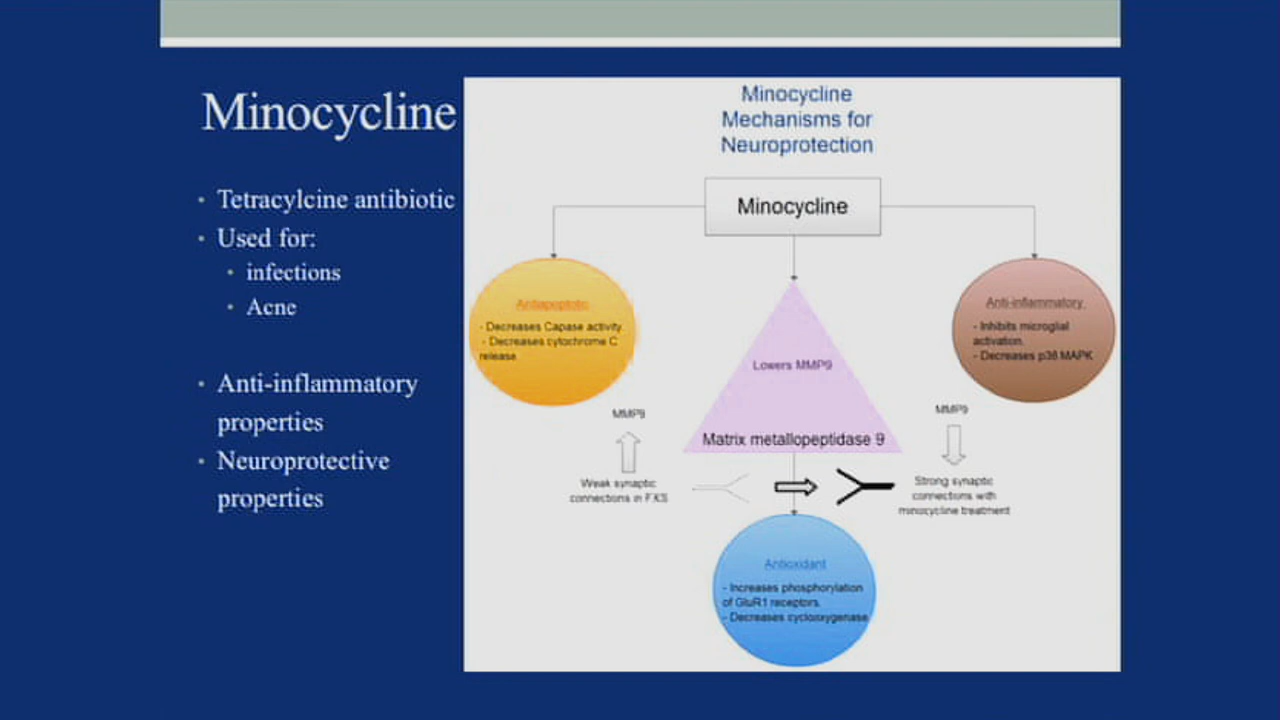 Minocycline
Tetracylcine antibiotic
Used for:
infections
Acne
Anti-inflammatory
properties
Neuroprotective
properties
Minocycline
Mechanisms for
Neuroprotection
Minocycline
Antiapoptotic
- Decreases Capase activity
- Decreases cytochrome C
release
Lowers MMP9
Matrix metallopeptidase 9
Anti-inflammatory
- Inhibits microglial
activation.
- Decreases p38 MAPK
MMP9
Weak synaptic
connections in FXS
MMP9
Strong synaptic
connections with
minocycline treatment
Antioxidant
- Increases phosphorylation
of GluR1 receptors.
- Decreases cyclooxygenase